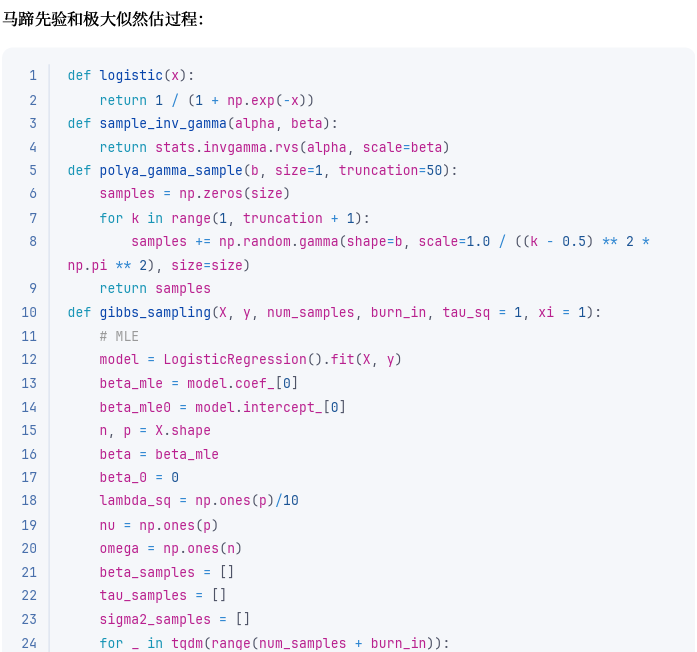 马蹄先验和极大似然估过程：
1 def logistic(x):
2     return 1 / (1 + np.exp(-x))
3 def sample_inv_gamma(alpha, beta):
4     return stats.invgamma.rvs(alpha, scale=beta)
5 def polya_gamma_sample(b, size=1, truncation=50):
6     samples = np.zeros(size)
7     for k in range(1, truncation + 1):
8         samples += np.random.gamma(shape=b, scale=1.0 / ((k - 0.5) ** 2 *
np.pi ** 2), size=size)
9     return samples
10 def gibbs_sampling(X, y, num_samples, burn_in, tau_sq = 1, xi = 1):
11     # MLE
12     model = LogisticRegression().fit(X, y)
13     beta_mle = model.coef_[0]
14     beta_mle0 = model.intercept_[0]
15     n, p = X.shape
16     beta = beta_mle
17     beta_0 = 0
18     lambda_sq = np.ones(p)/10
19     nu = np.ones(p)
20     omega = np.ones(n)
21     beta_samples = []
22     tau_samples = []
23     sigma2_samples = []
24     for _ in tqdm(range(num_samples + burn_in)):